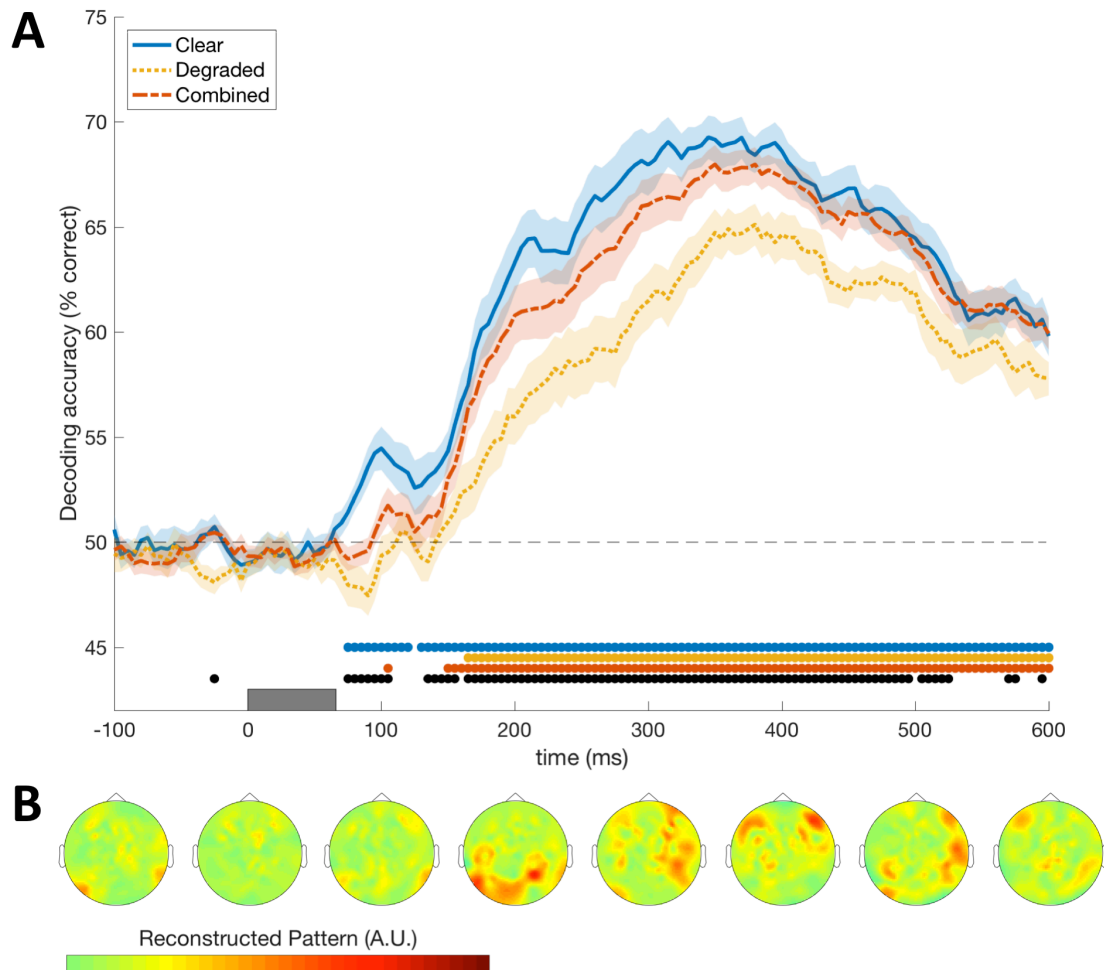 A
75
Clear
Degraded
Combined
70
65
60
55
50
45
Decoding accuracy (% correct)
-100
0
100
200
300
400
500
600
time (ms)
B
Reconstructed Pattern (A.U.)